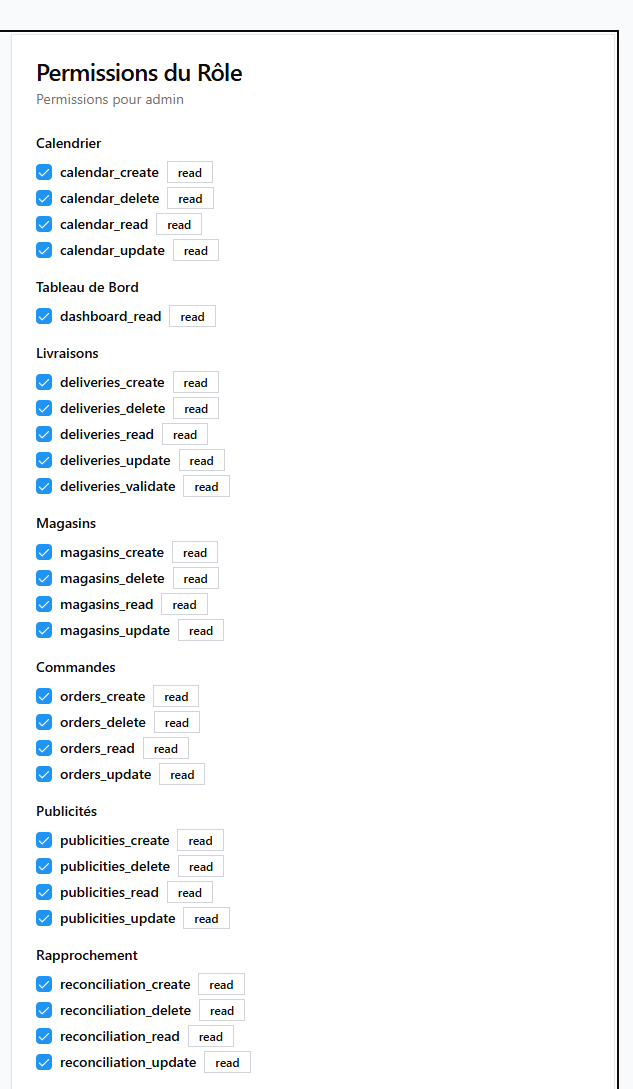 Permissions du Rôle
Permissions pour admin
Calendrier
calendar_create read
calendar_delete read
calendar_read read
calendar_update read
Tableau de Bord
dashboard_read read
Livraisons
deliveries_create read
deliveries_delete read
deliveries_read read
deliveries_update read
deliveries_validate read
Magasins
magasins_create read
magasins_delete read
magasins_read read
magasins_update read
Commandes
orders_create read
orders_delete read
orders_read read
orders_update read
Publicités
publicities_create read
publicities_delete read
publicities_read read
publicities_update read
Rapprochement
reconciliation_create read
reconciliation_delete read
reconciliation_read read
reconciliation_update read